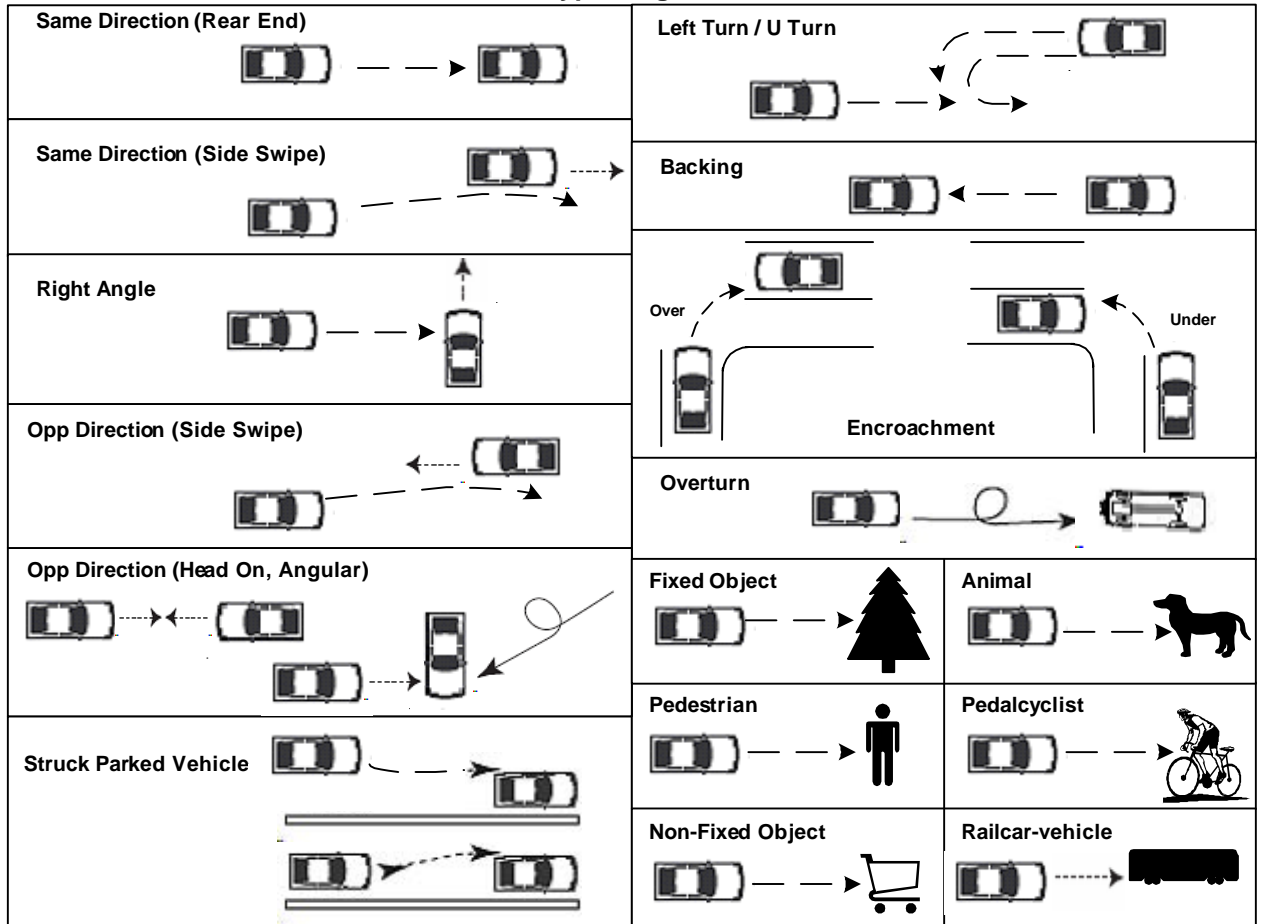 Same Direction (Rear End)
Same Direction (Side Swipe)
Right Angle
Opp Direction (Side Swipe)
Opp Direction (Head On, Angular)
Struck Parked Vehicle
Left Turn / U Turn
Backing
Over
Under
Encroachment
Overturn
Fixed Object
Animal
Pedestrian
Pedalcyclist
Non-Fixed Object
Railcar-vehicle